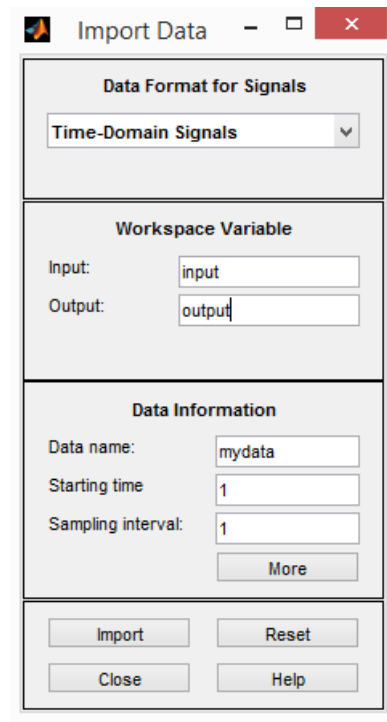 Import Data
Data Format for Signals
Time-Domain Signals
Workspace Variable
Input: input
Output: output
Data Information
Data name: mydata
Starting time 1
Sampling interval: 1
More
Import Reset
Close Help